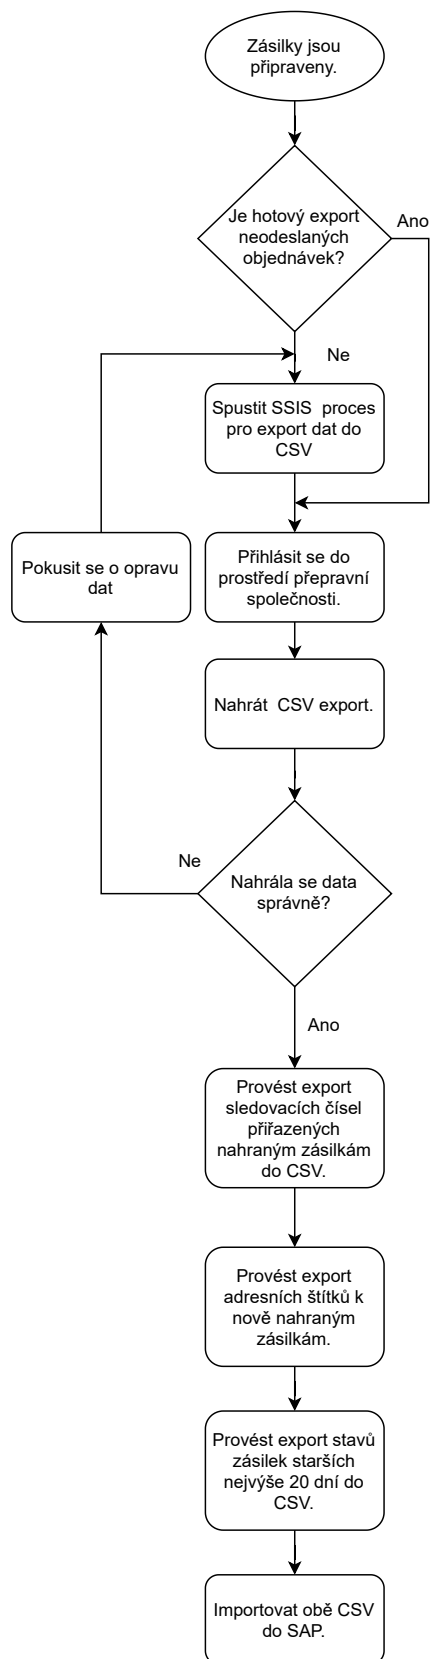 Zásilky jsou
připraveny.
Je hotový export
neodeslaných
objednávek?
Ano
Ne
Spustit SSIS  proces
pro export dat do
CSV
Pokusit se o opravu
dat
Přihlásit se do
prostředí přepravní
společnosti.
Nahrát  CSV export.
Ne
Nahrála se data
správně?
Ano
Provést export
sledovacích čísel
přiřazených
nahraným zásilkám
do CSV.
Provést export
adresních štítků k
nově nahraným
zásilkám.
Provést export stavů
zásilek starších
nejvýše 20 dní do
CSV.
Importovat obě CSV
do SAP.